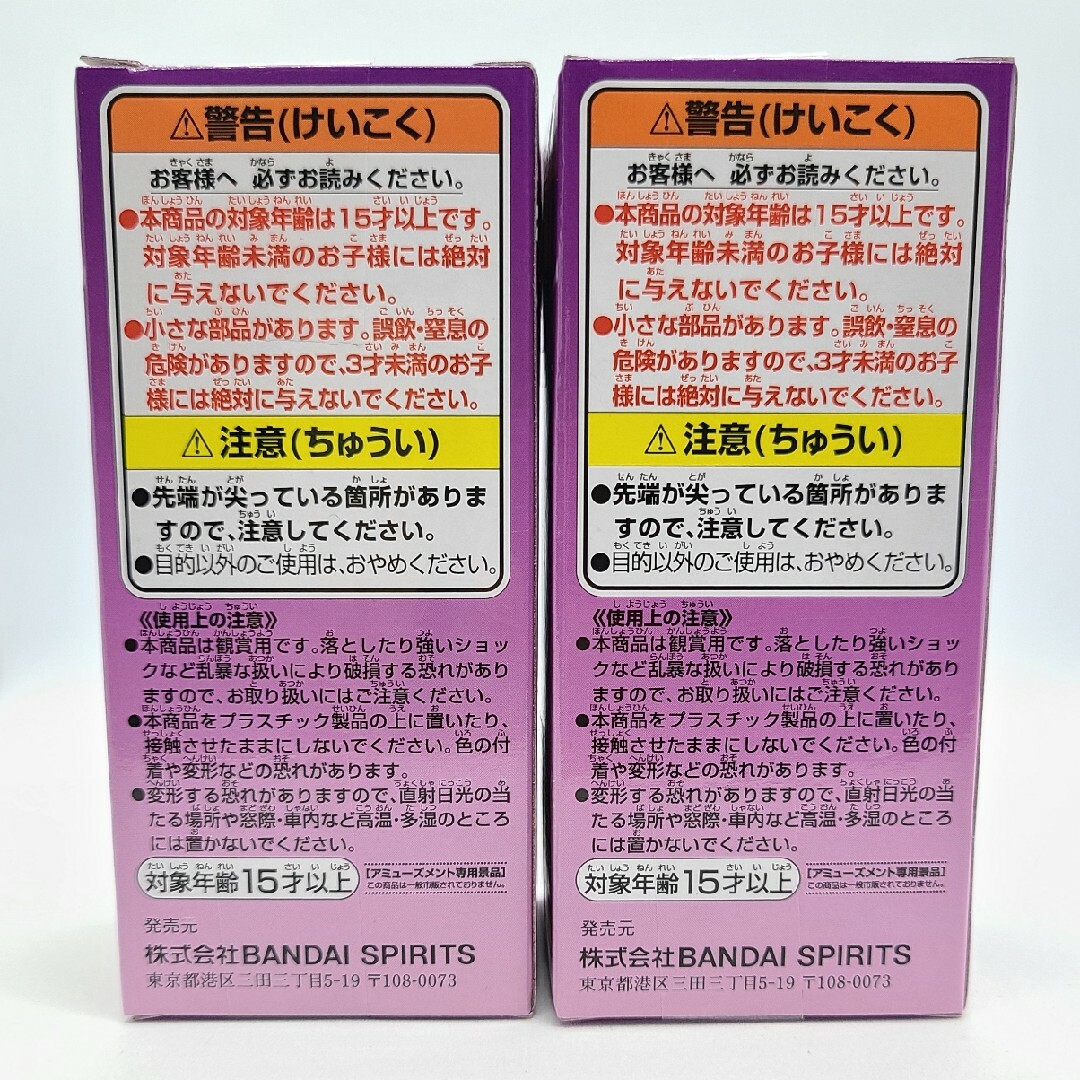 ⚠警告(けいこく)
お客様へ 必ずお読みください。
●本商品の対象年齢は15才以上です。
対象年齢未満のお子様には絶対
に与えないでください。
●小さな部品があります。誤飲・窒息の
危険がありますので、3才未満のお子
様には絶対に与えないでください。
⚠注意(ちゅうい)
●先端が尖っている箇所がありま
すので、注意してください。
●目的以外のご使用は、おやめください。
《使用上の注意》
●本商品は観賞用です。落としたり強いショッ
クなど乱暴な扱いにより破損する恐れがあり
ますので、お取り扱いにはご注意ください。
●本商品をプラスチック製品の上に置いたり、
接触させたままにしないでください。色の付
着や変形などの恐れがあります。
●変形する恐れがありますので、直射日光の当
たる場所や窓際・車内など高温・多湿のところ
には置かないでください。
対象年齢15才以上
[アミューズメント専用景品]
この商品は一般市販されておりません。
発売元
株式会社BANDAI SPIRITS
東京都港区三田三丁目5-19 〒108-0073
⚠警告(けいこく)
お客様へ 必ずお読みください。
●本商品の対象年齢は15才以上です。
対象年齢未満のお子様には絶対
に与えないでください。
●小さな部品があります。誤飲・窒息の
危険がありますので、3才未満のお子
様には絶対に与えないでください。
⚠注意(ちゅうい)
●先端が尖っている箇所がありま
すので、注意してください。
●目的以外のご使用は、おやめください。
《使用上の注意》
●本商品は観賞用です。落としたり強いショッ
クなど乱暴な扱いにより破損する恐れがあり
ますので、お取り扱いにはご注意ください。
●本商品をプラスチック製品の上に置いたり、
接触させたままにしないでください。色の付
着や変形などの恐れがあります。
●変形する恐れがありますので、直射日光の当
たる場所や窓際・車内など高温・多湿のところ
には置かないでください。
対象年齢15才以上
[アミューズメント専用景品]
この商品は一般市販されておりません。
発売元
株式会社BANDAI SPIRITS
東京都港区三田三丁目5-19 〒108-0073